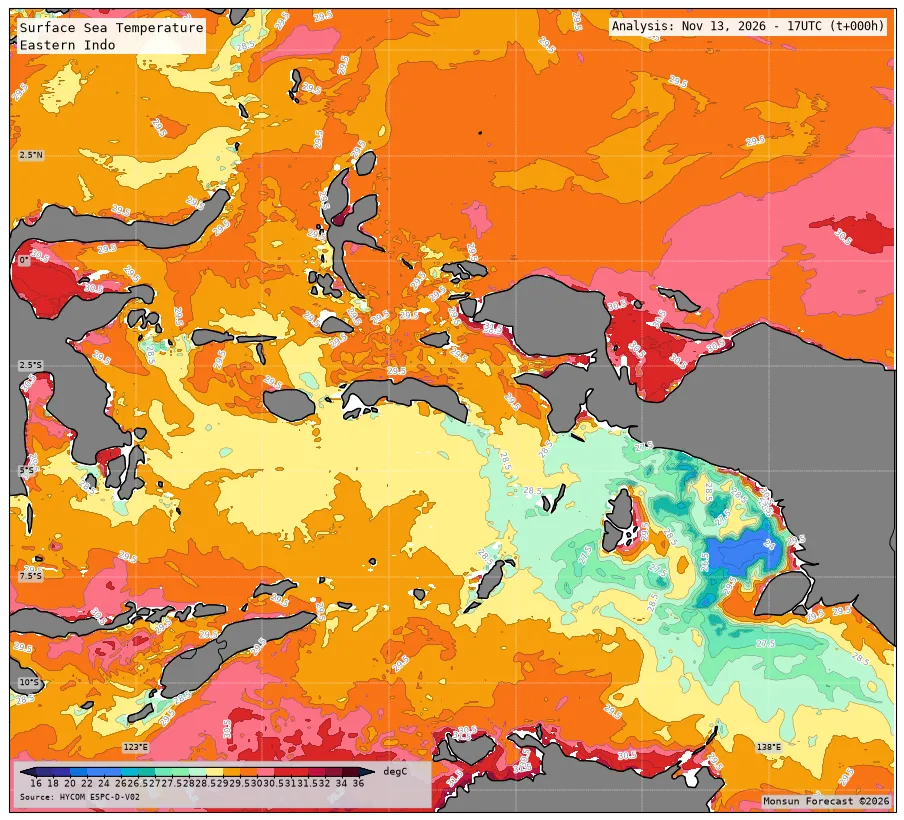 Surface Sea Temperature
Eastern Indo
Analysis: Nov 13, 2026 - 17UTC (t+000h)
2.5°N
0°
2.5°S
5°S
7.5°S
10°S
123°E
138°E
degC
16 18 20 22 24 26 26.5 27 27.5 28 28.5 29 29.5 30 30.5 31 31.5 32 34 36
Source: HYCOM ESPC-D-V02
Monsun Forecast ©2026